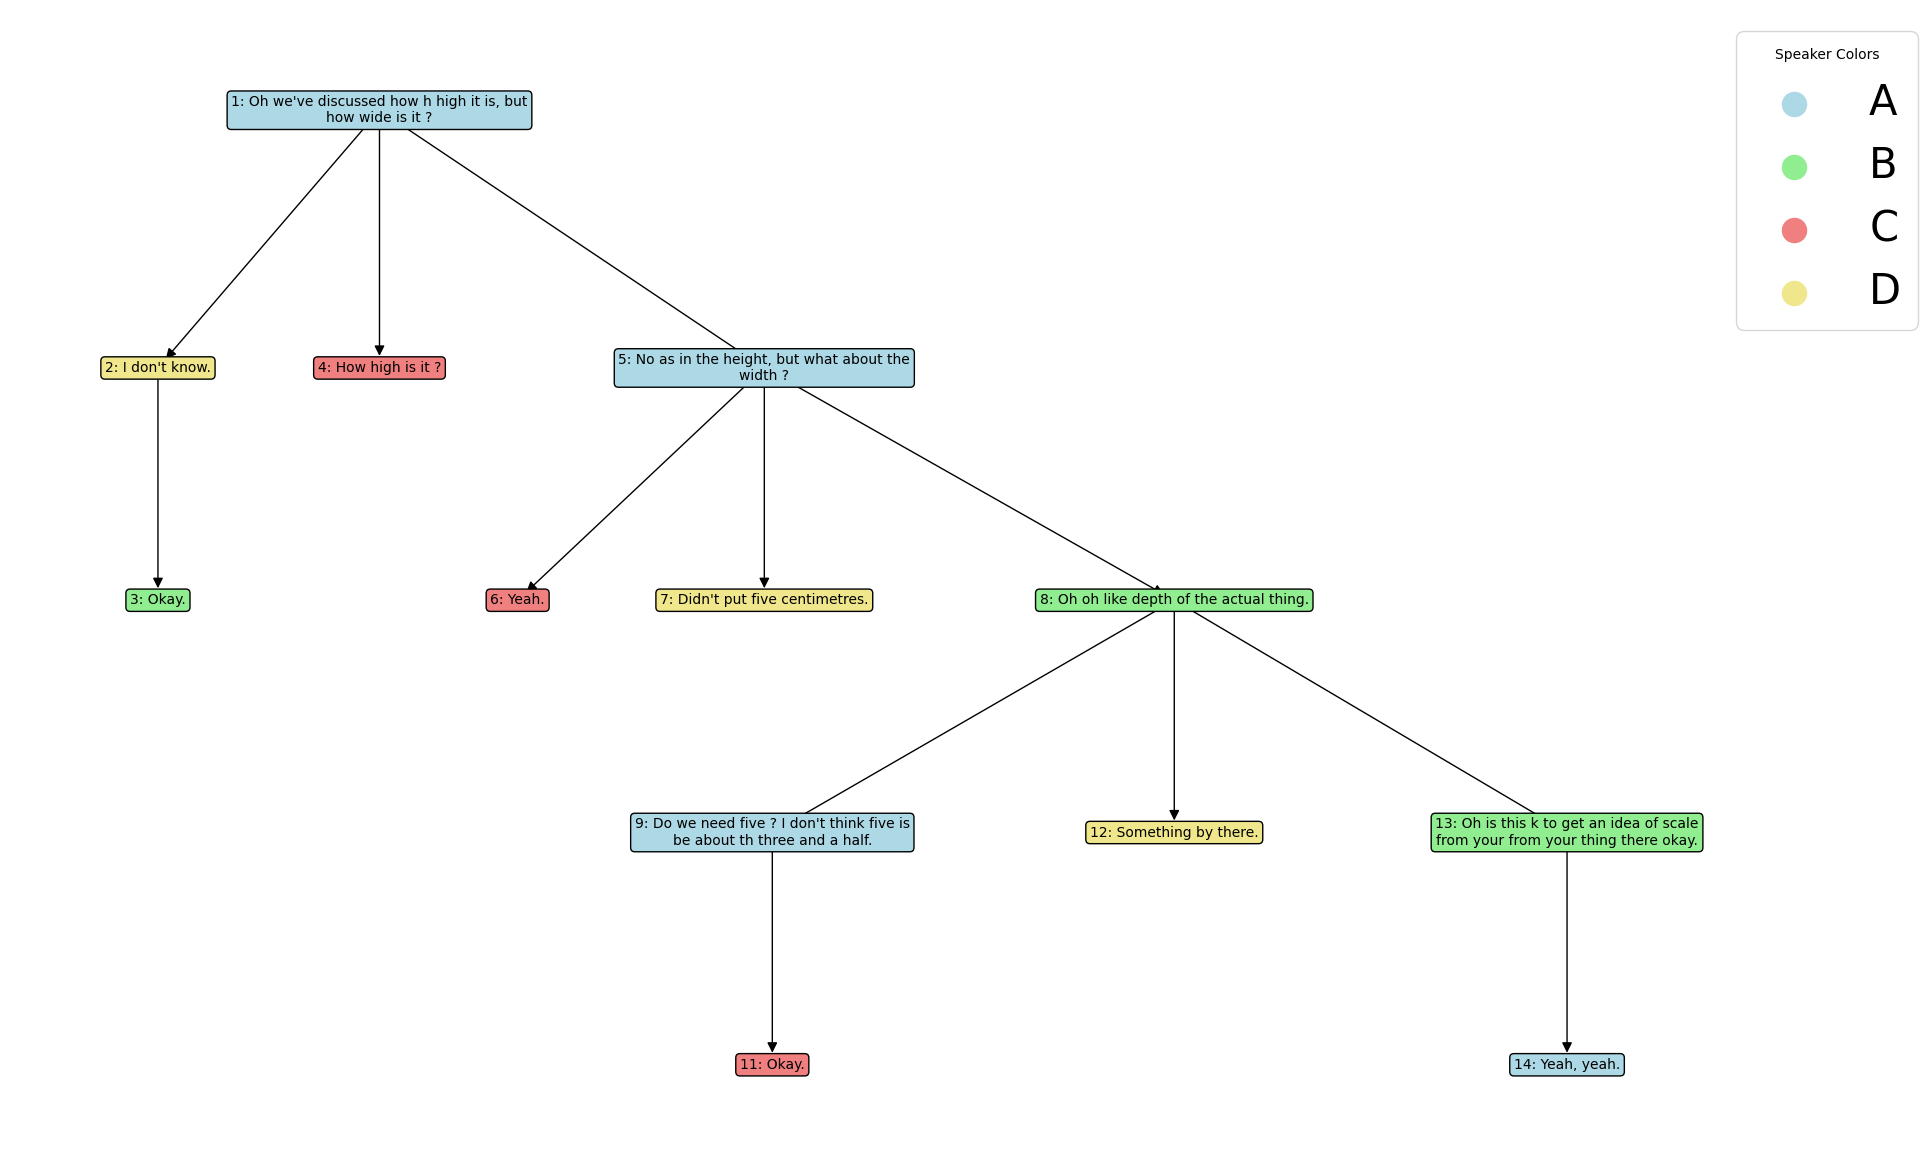 Speaker Colors
A
B
C
D
1: Oh we've discussed how h high it is, but
how wide is it ?
2: I don't know.
4: How high is it ?
5: No as in the height, but what about the
width ?
3: Okay.
6: Yeah.
7: Didn't put five centimetres.
8: Oh oh like depth of the actual thing.
9: Do we need five ? I don't think five is
be about th three and a half.
12: Something by there.
13: Oh is this k to get an idea of scale
from your from your thing there okay.
11: Okay.
14: Yeah, yeah.